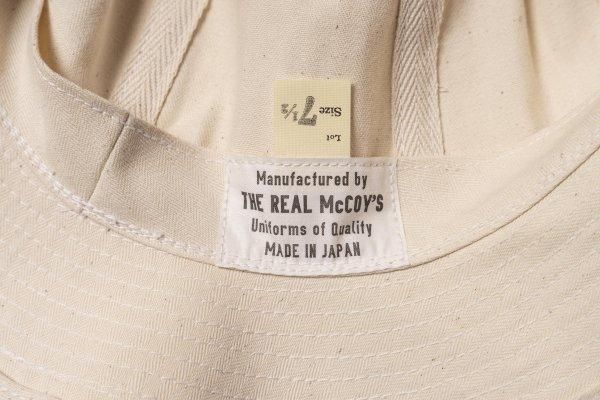 Lot
Size 7 1/2
Manufactured by
THE REAL McCOY'S
Uniforms of Quality
MADE IN JAPAN